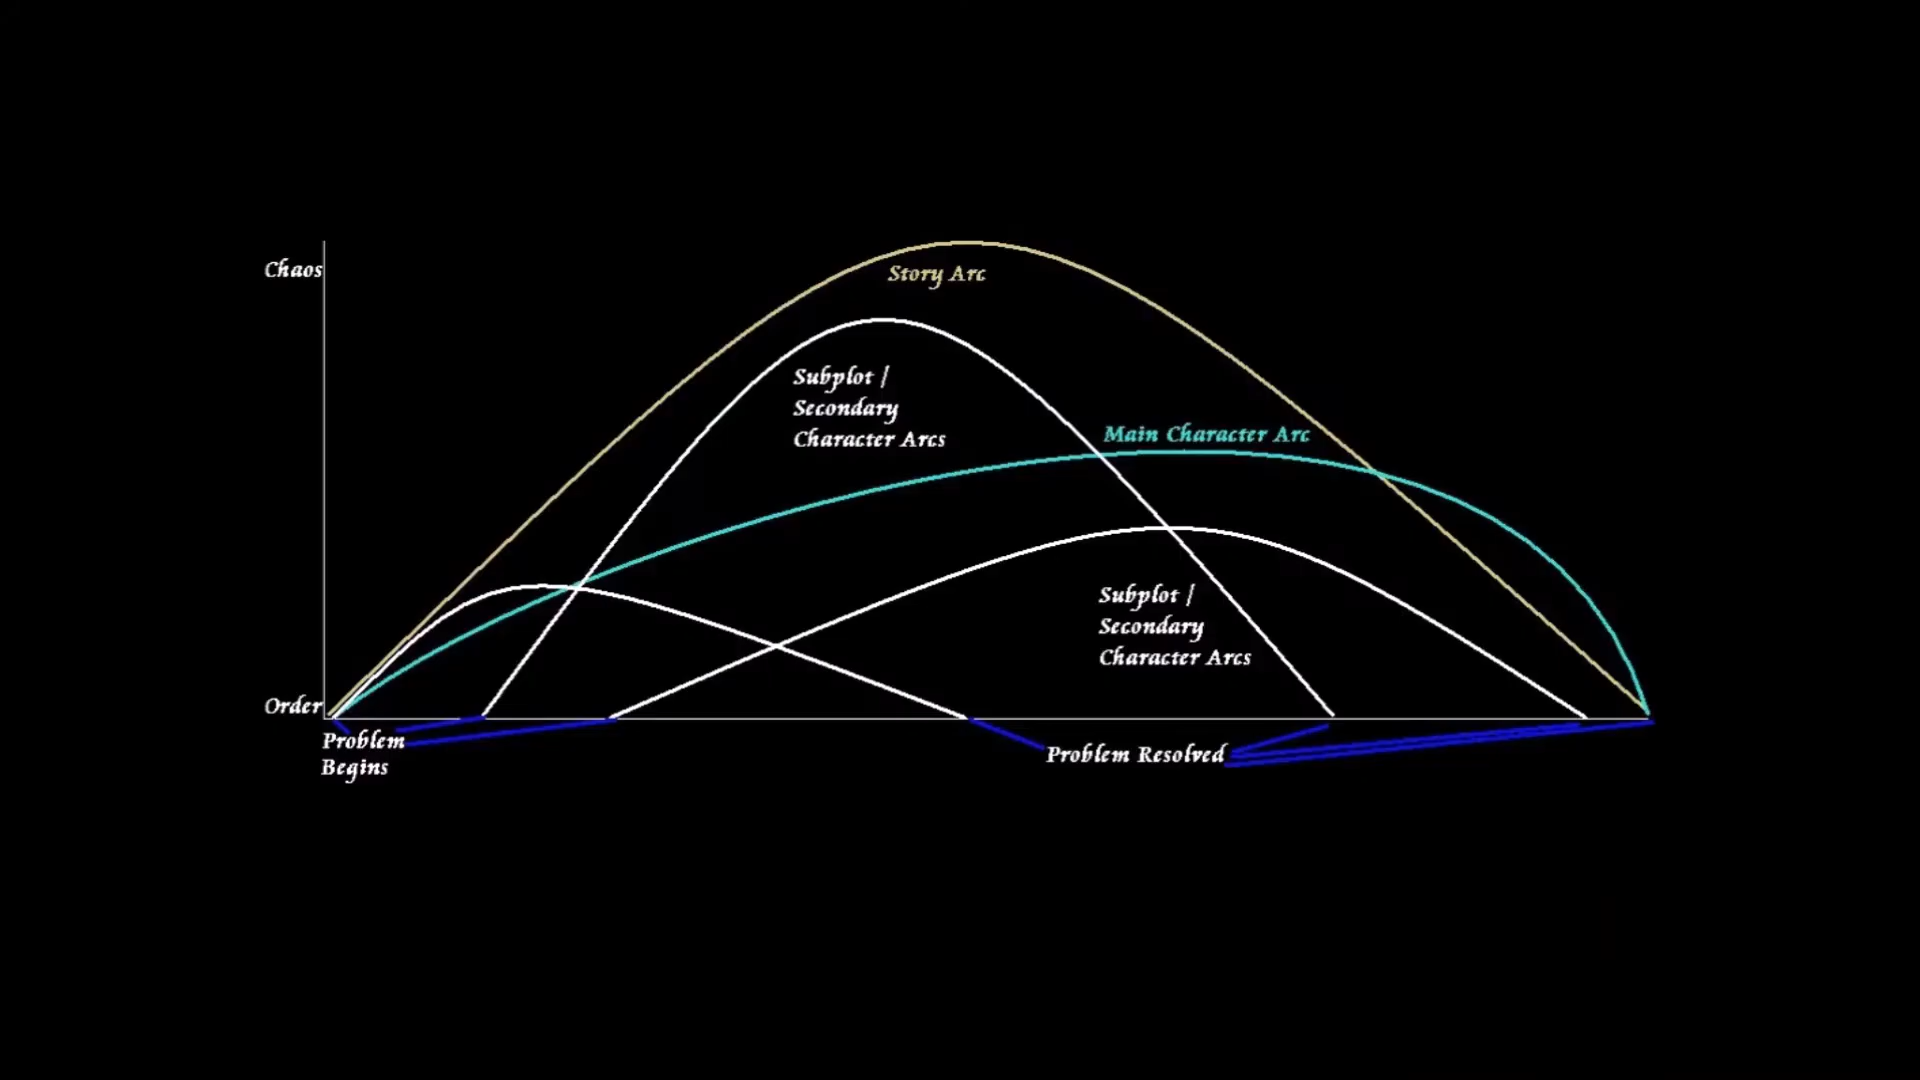 Chaos
Story Arc
Subplot /
Secondary
Character Arcs
Main Character Arc
Subplot /
Secondary
Character Arcs
Order
Problem
Begins
Problem Resolved